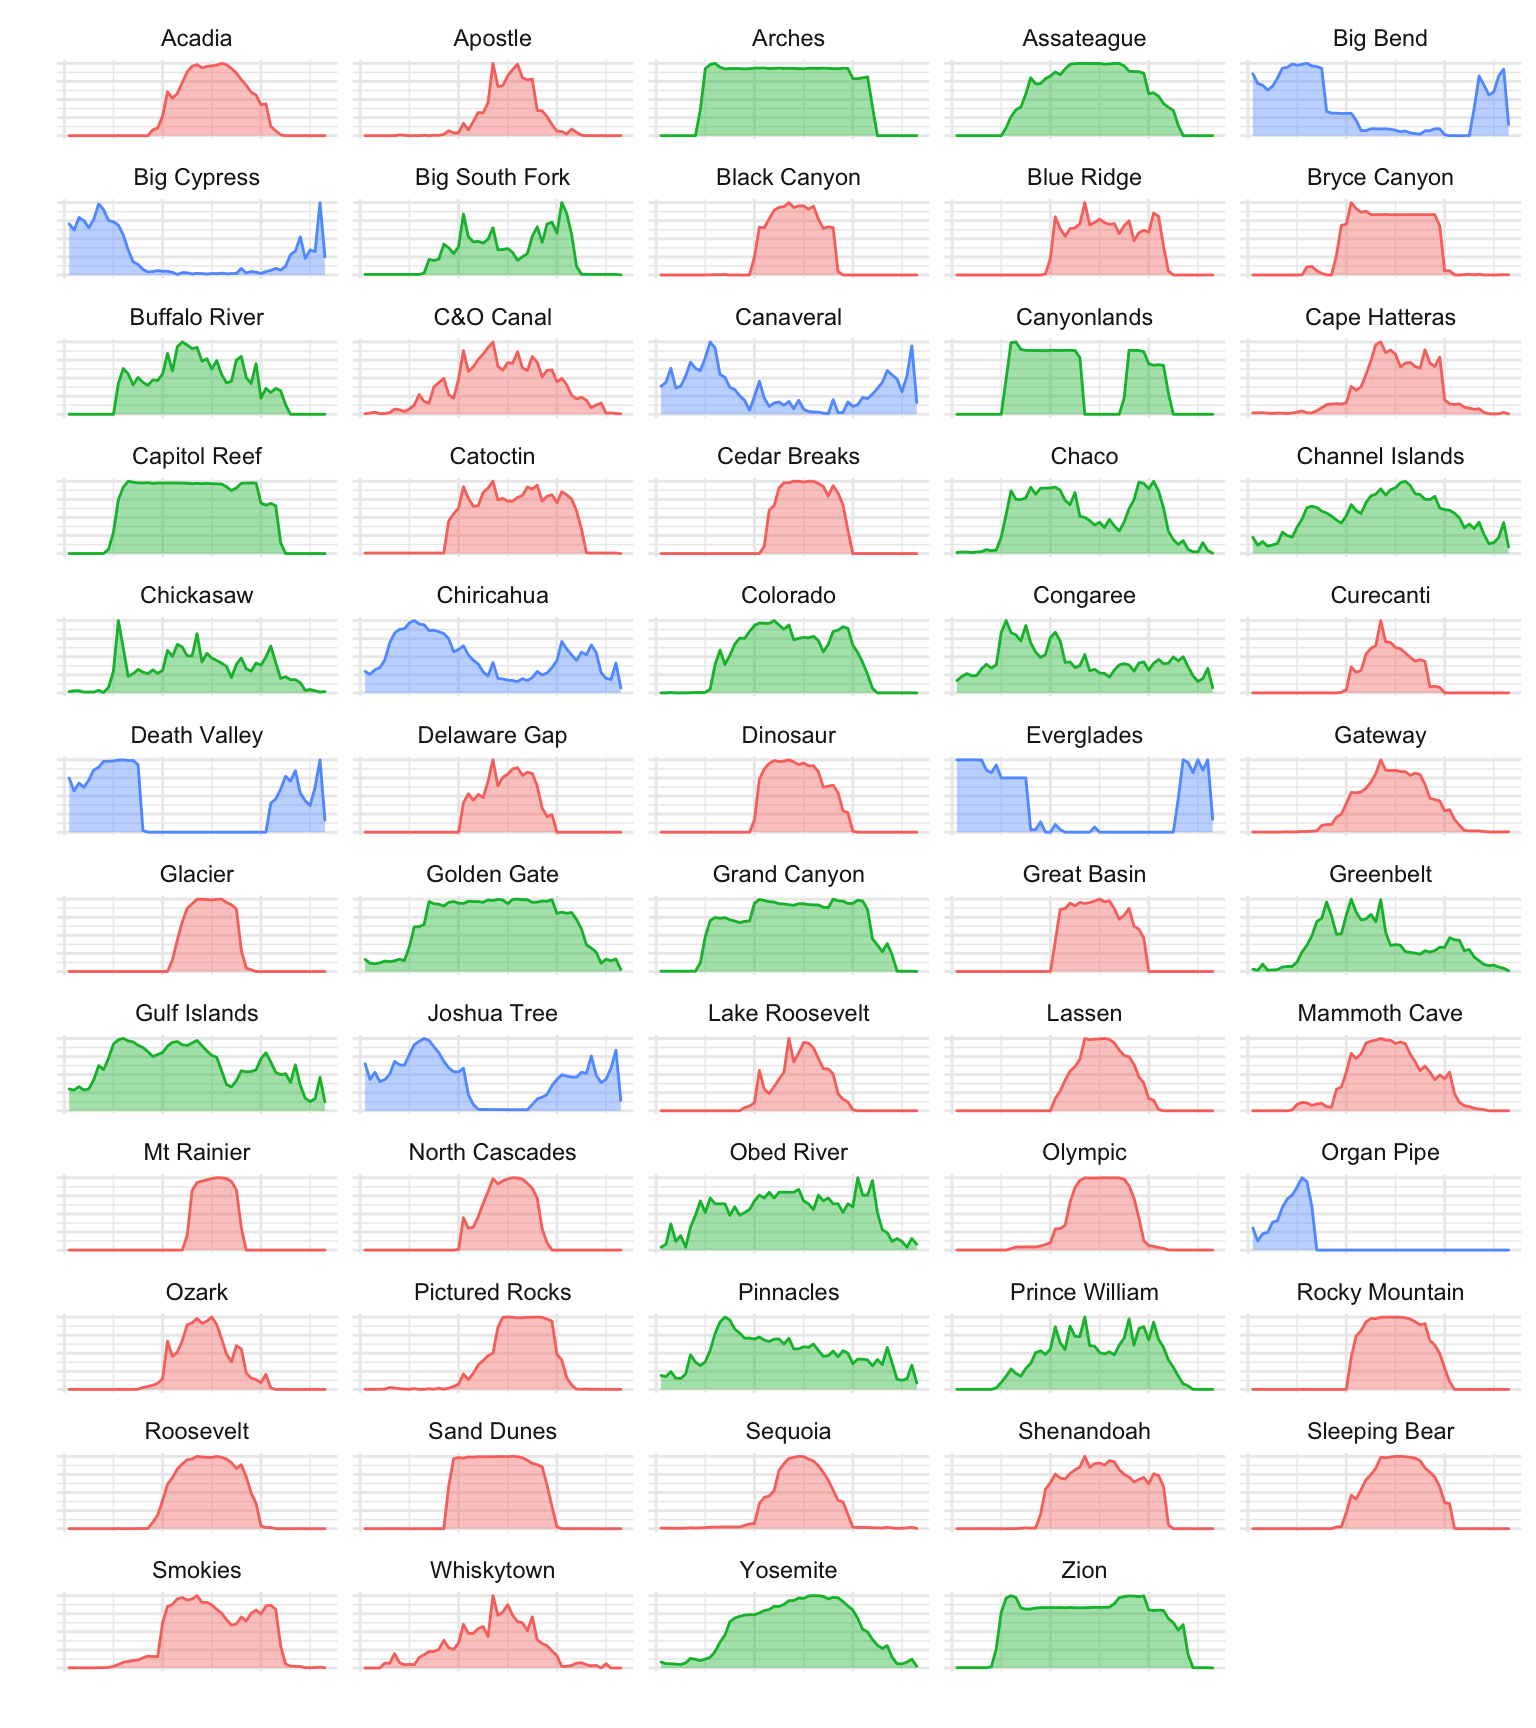 Acadia
Apostle
Arches
Assateague
Big Bend
Big Cypress
Big South Fork
Black Canyon
Blue Ridge
Bryce Canyon
Buffalo River
C&O Canal
Canaveral
Canyonlands
Cape Hatteras
Capitol Reef
Catoctin
Cedar Breaks
Chaco
Channel Islands
Chickasaw
Chiricahua
Colorado
Congaree
Curecanti
Death Valley
Delaware Gap
Dinosaur
Everglades
Gateway
Glacier
Golden Gate
Grand Canyon
Great Basin
Greenbelt
Gulf Islands
Joshua Tree
Lake Roosevelt
Lassen
Mammoth Cave
Mt Rainier
North Cascades
Obed River
Olympic
Organ Pipe
Ozark
Pictured Rocks
Pinnacles
Prince William
Rocky Mountain
Roosevelt
Sand Dunes
Sequoia
Shenandoah
Sleeping Bear
Smokies
Whiskytown
Yosemite
Zion